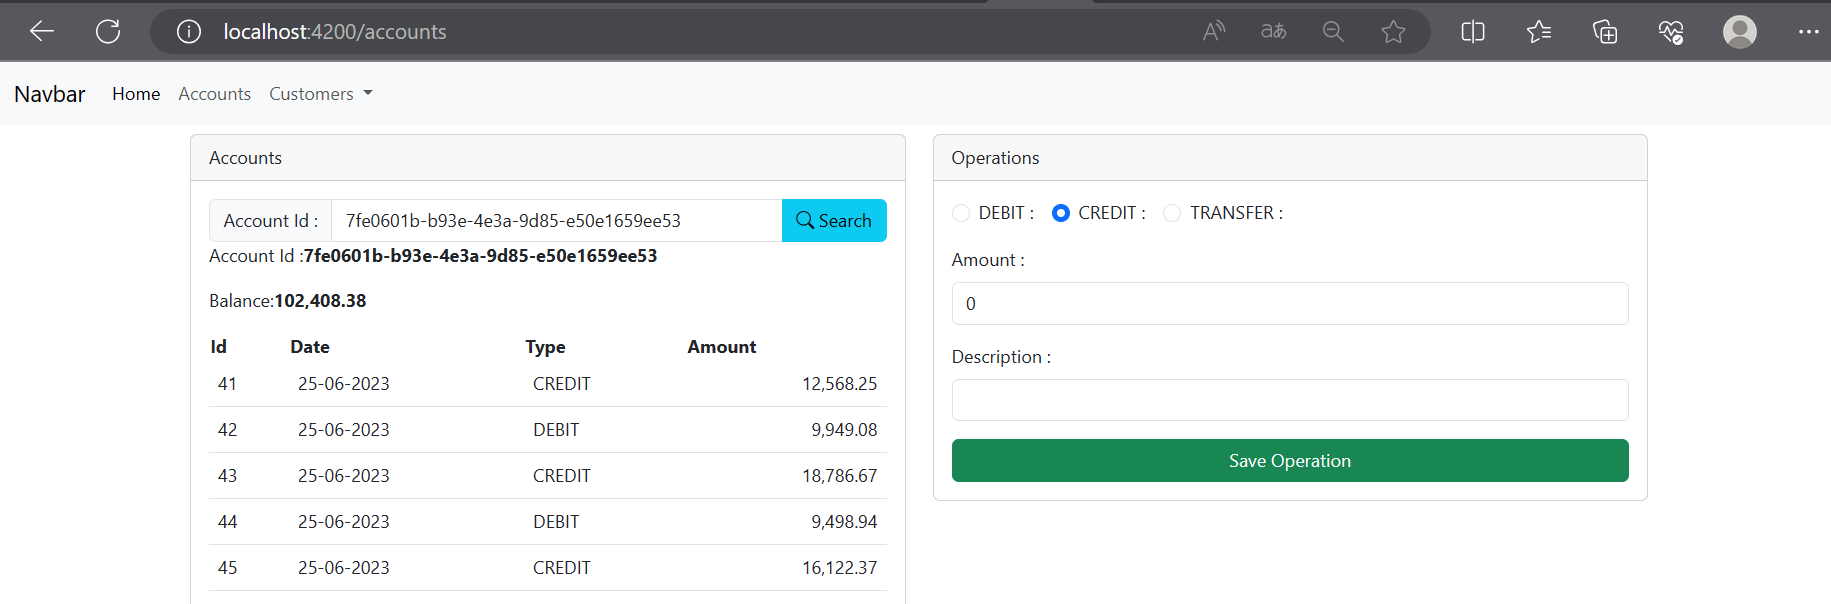 localhost:4200/accounts
Navbar Home Accounts Customers
Accounts
Account Id : 7fe0601b-b93e-4e3a-9d85-e50e1659ee53 Search
Account Id :7fe0601b-b93e-4e3a-9d85-e50e1659ee53
Balance:102,408.38
Id Date Type Amount
41 25-06-2023 CREDIT 12,568.25
42 25-06-2023 DEBIT 9,949.08
43 25-06-2023 CREDIT 18,786.67
44 25-06-2023 DEBIT 9,498.94
45 25-06-2023 CREDIT 16,122.37
Operations
DEBIT : CREDIT : TRANSFER :
Amount :
0
Description :
Save Operation